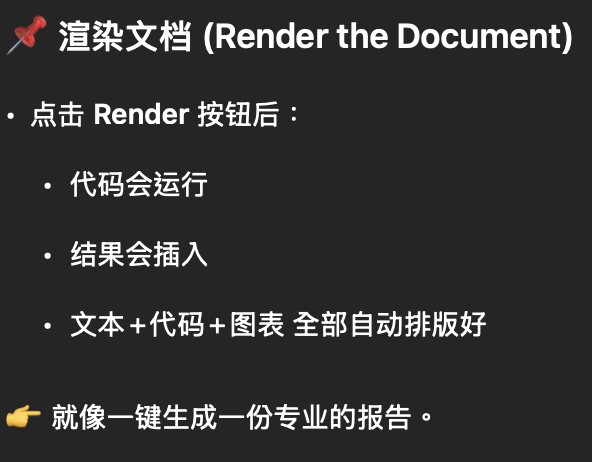 📌 渲染文档 (Render the Document)
• 点击 Render 按钮后：
• 代码会运行
• 结果会插入
• 文本+代码+图表 全部自动排版好
👉 就像一键生成一份专业的报告。